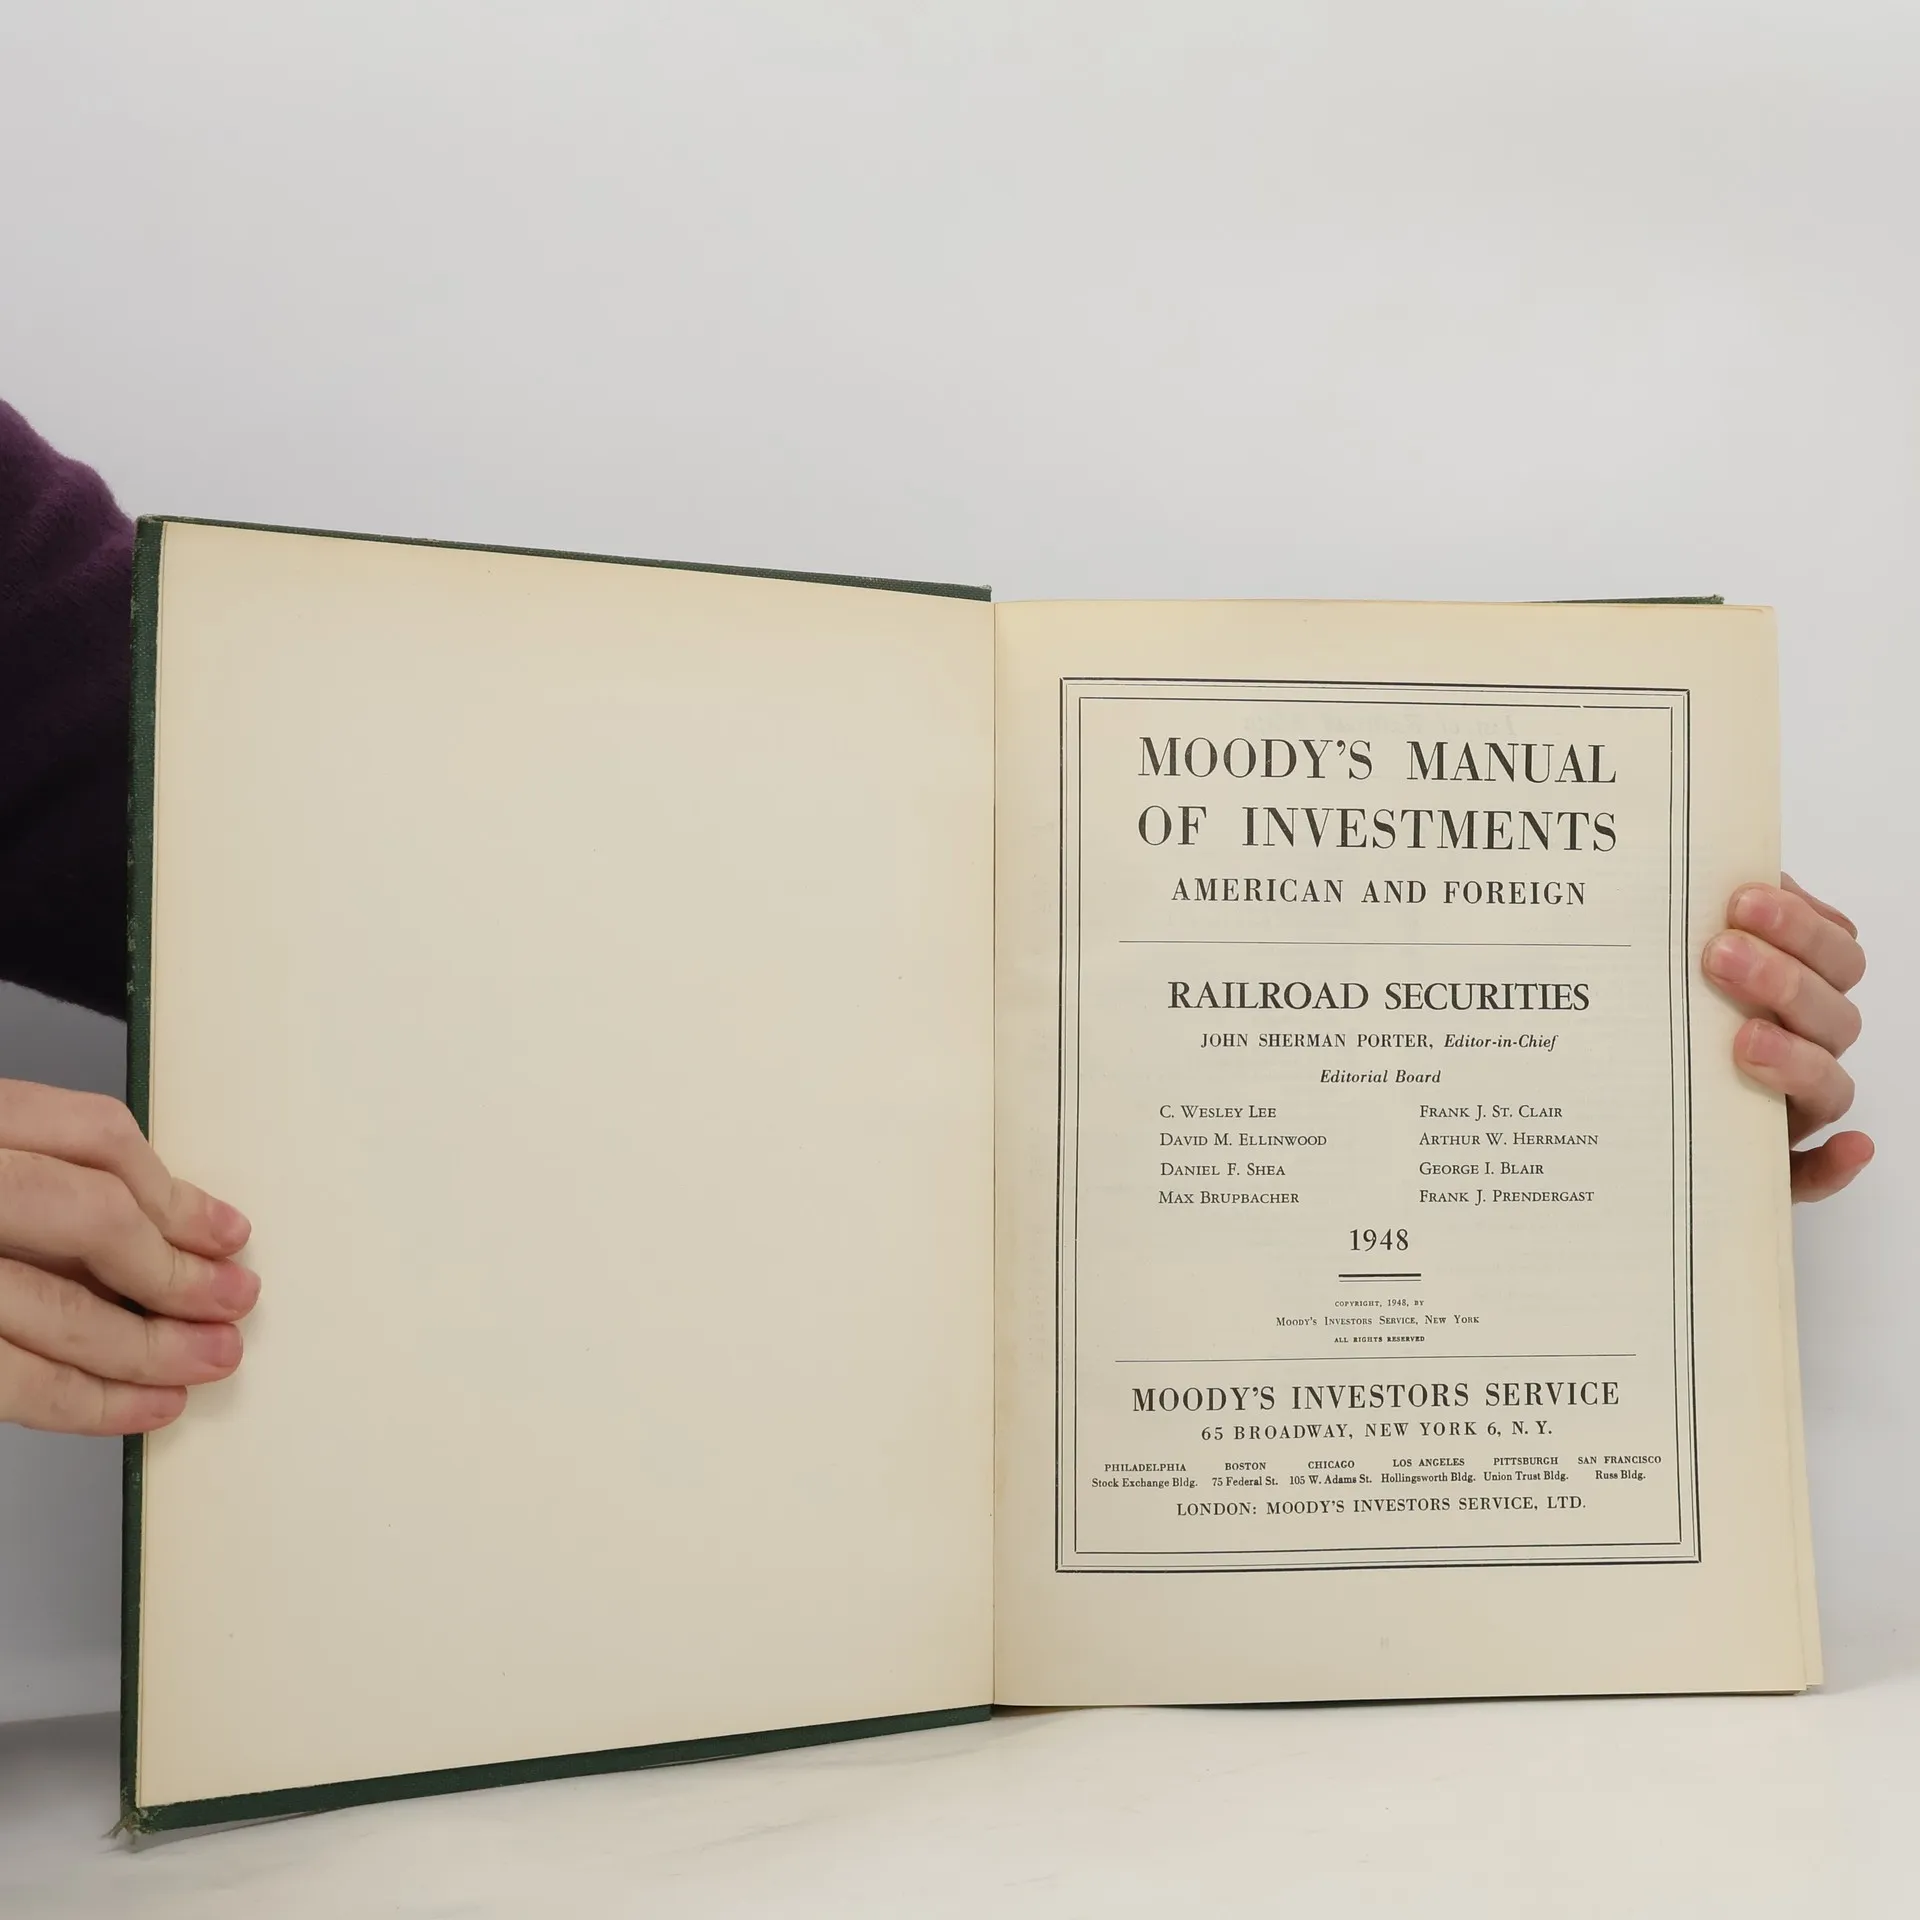 MOODY'S MANUAL
OF INVESTMENTS
AMERICAN AND FOREIGN
RAILROAD SECURITIES
JOHN SHERMAN PORTER, Editor-in-Chief
Editorial Board
C. WESLEY LEE FRANK J. ST. CLAIR
DAVID M. ELLINWOOD ARTHUR W. HERRMANN
DANIEL F. SHEA GEORGE I. BLAIR
MAX BRUPBACHER FRANK J. PRENDERGAST
1948
COPYRIGHT, 1948, BY
MOODY'S INVESTORS SERVICE, NEW YORK
ALL RIGHTS RESERVED
MOODY'S INVESTORS SERVICE
65 BROADWAY, NEW YORK 6, N. Y.
PHILADELPHIA BOSTON CHICAGO LOS ANGELES PITTSBURGH SAN FRANCISCO
Stock Exchange Bldg. 75 Federal St. 105 W. Adams St. Hollingsworth Bldg. Union Trust Bldg. Russ Bldg.
LONDON: MOODY'S INVESTORS SERVICE, LTD.